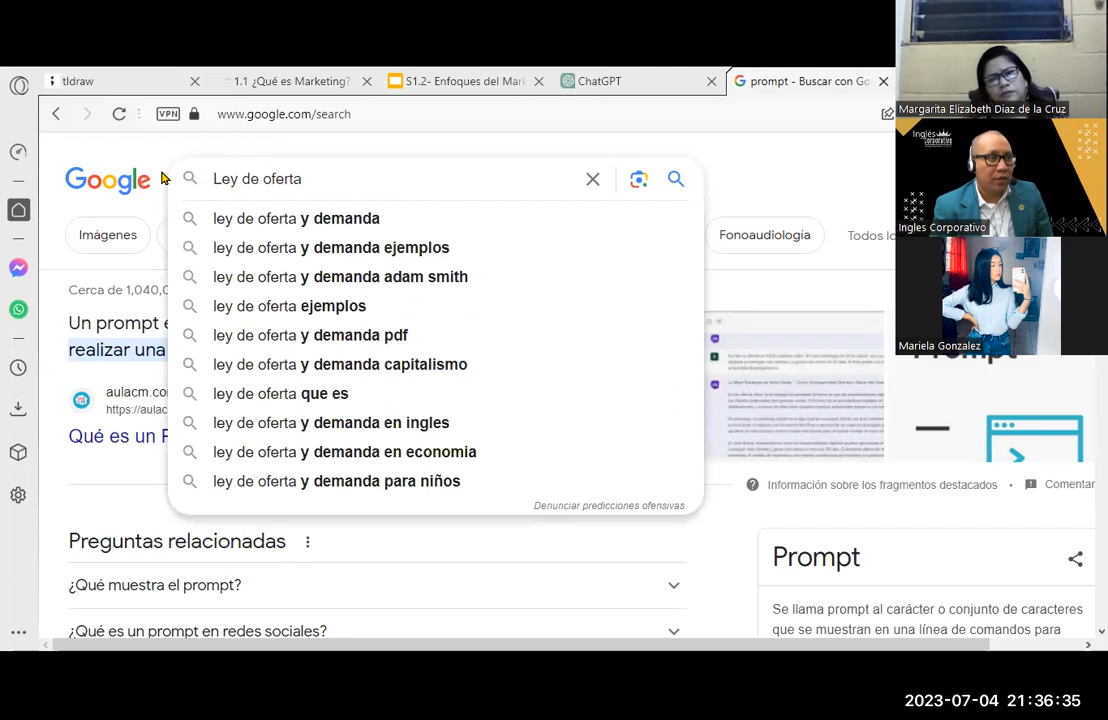 tldraw
1.1 ¿Qué es Marketing?
S1.2- Enfoques del Mark
ChatGPT
prompt - Buscar con Go
VPN
www.google.com/search
Margarita Elizabeth Diaz de la Cruz
Inglés
Corporativo
Ingles Corporativo
Mariela Gonzalez
Google
Ley de oferta
ley de oferta y demanda
ley de oferta y demanda ejemplos
ley de oferta y demanda adam smith
ley de oferta ejemplos
ley de oferta y demanda pdf
ley de oferta y demanda capitalismo
ley de oferta que es
ley de oferta y demanda en ingles
ley de oferta y demanda en economia
ley de oferta y demanda para niños
Denunciar predicciones ofensivas
Imágenes
Fonoaudiología
Todos lo
Cerca de 1,040,0
Un prompt e
realizar una
aulacm.co
https://aulac
Qué es un P
Información sobre los fragmentos destacados
Comentar
Preguntas relacionadas
¿Qué muestra el prompt?
¿Qué es un prompt en redes sociales?
Prompt
Se llama prompt al carácter o conjunto de caracteres
que se muestran en una línea de comandos para
2023-07-04 21:36:35